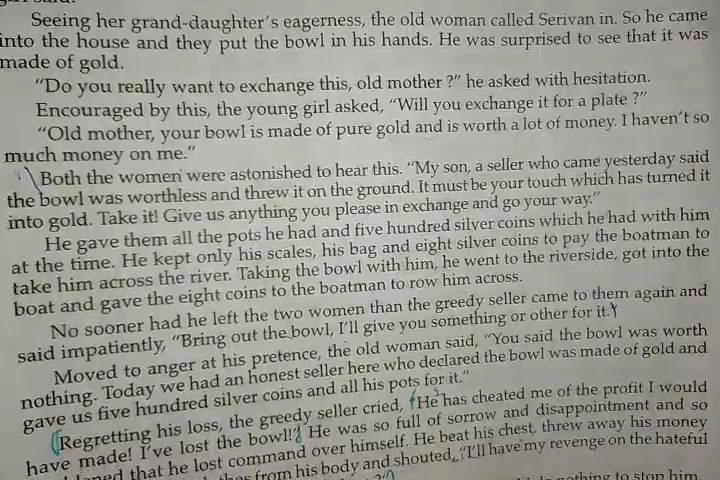 Seeing her grand-daughter's eagerness, the old woman called Serivan in. So he came
into the house and they put the bowl in his hands. He was surprised to see that it was
made of gold.
"Do you really want to exchange this, old mother ?" he asked with hesitation.
Encouraged by this, the young girl asked, "Will you exchange it for a plate ?"
"Old mother, your bowl is made of pure gold and is worth a lot of money. I haven't so
much money on me."
Both the women were astonished to hear this. "My son, a seller who came yesterday said
the bowl was worthless and threw it on the ground. It must be your touch which has turned it
into gold. Take it! Give us anything you please in exchange and go your way."
He gave them all the pots he had and five hundred silver coins which he had with him
at the time. He kept only his scales, his bag and eight silver coins to pay the boatman to
take him across the river. Taking the bowl with him, he went to the riverside, got into the
boat and gave the eight coins to the boatman to row him across.
No sooner had he left the two women than the greedy seller came to them again and
said impatiently, "Bring out the bowl, I'll give you something or other for it."
Moved to anger at his pretence, the old woman said, "You said the bowl was worth
nothing. Today we had an honest seller here who declared the bowl was made of gold and
gave us five hundred silver coins and all his pots for it."
Regretting his loss, the greedy seller cried, "He has cheated me of the profit I would
have made! I've lost the bowl!" He was so full of sorrow and disappointment and so
that he lost command over himself. He beat his chest, threw away his money
from his body and shouted, "I'll have my revenge on the hateful
nothing to stop him